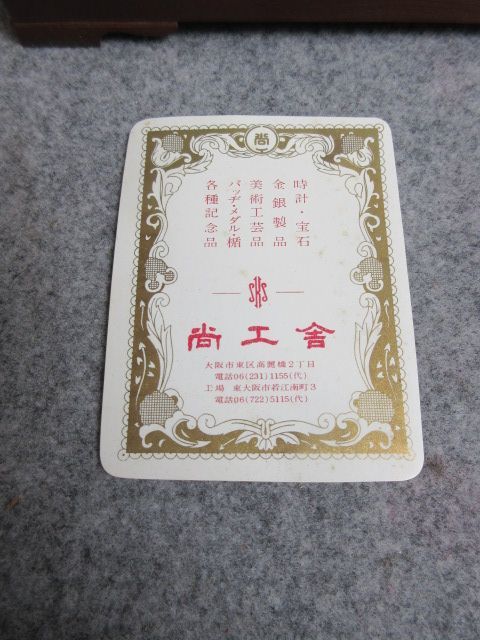 尚
時計・宝石
金銀製品
美術工芸品
バッヂ・メダル・楯
各種記念品
SKS
尚工舎
大阪市東区高麗橋2丁目
電話06(231)1155(代)
工場 東大阪市若江南町3
電話06(722)5115(代)